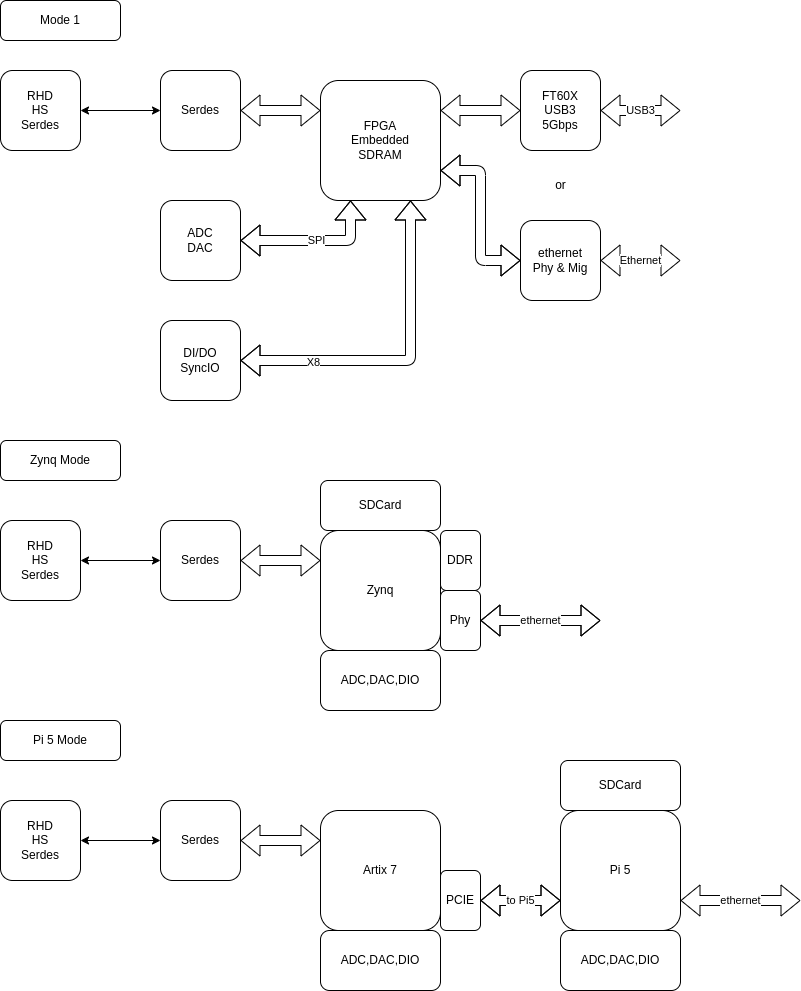 Mode 1
RHD
HS
Serdes
Serdes
FPGA
Embedded
SDRAM
FT60X
USB3
5Gbps
USB3
or
ADC
DAC
SPI
ethernet
Phy & Mig
Ethernet
DI/DO
SyncIO
X8
Zynq Mode
SDCard
RHD
HS
Serdes
Serdes
Zynq
DDR
Phy
ethernet
ADC,DAC,DIO
Pi 5 Mode
SDCard
RHD
HS
Serdes
Serdes
Artix 7
PCIE
to Pi5
Pi 5
ethernet
ADC,DAC,DIO
ADC,DAC,DIO